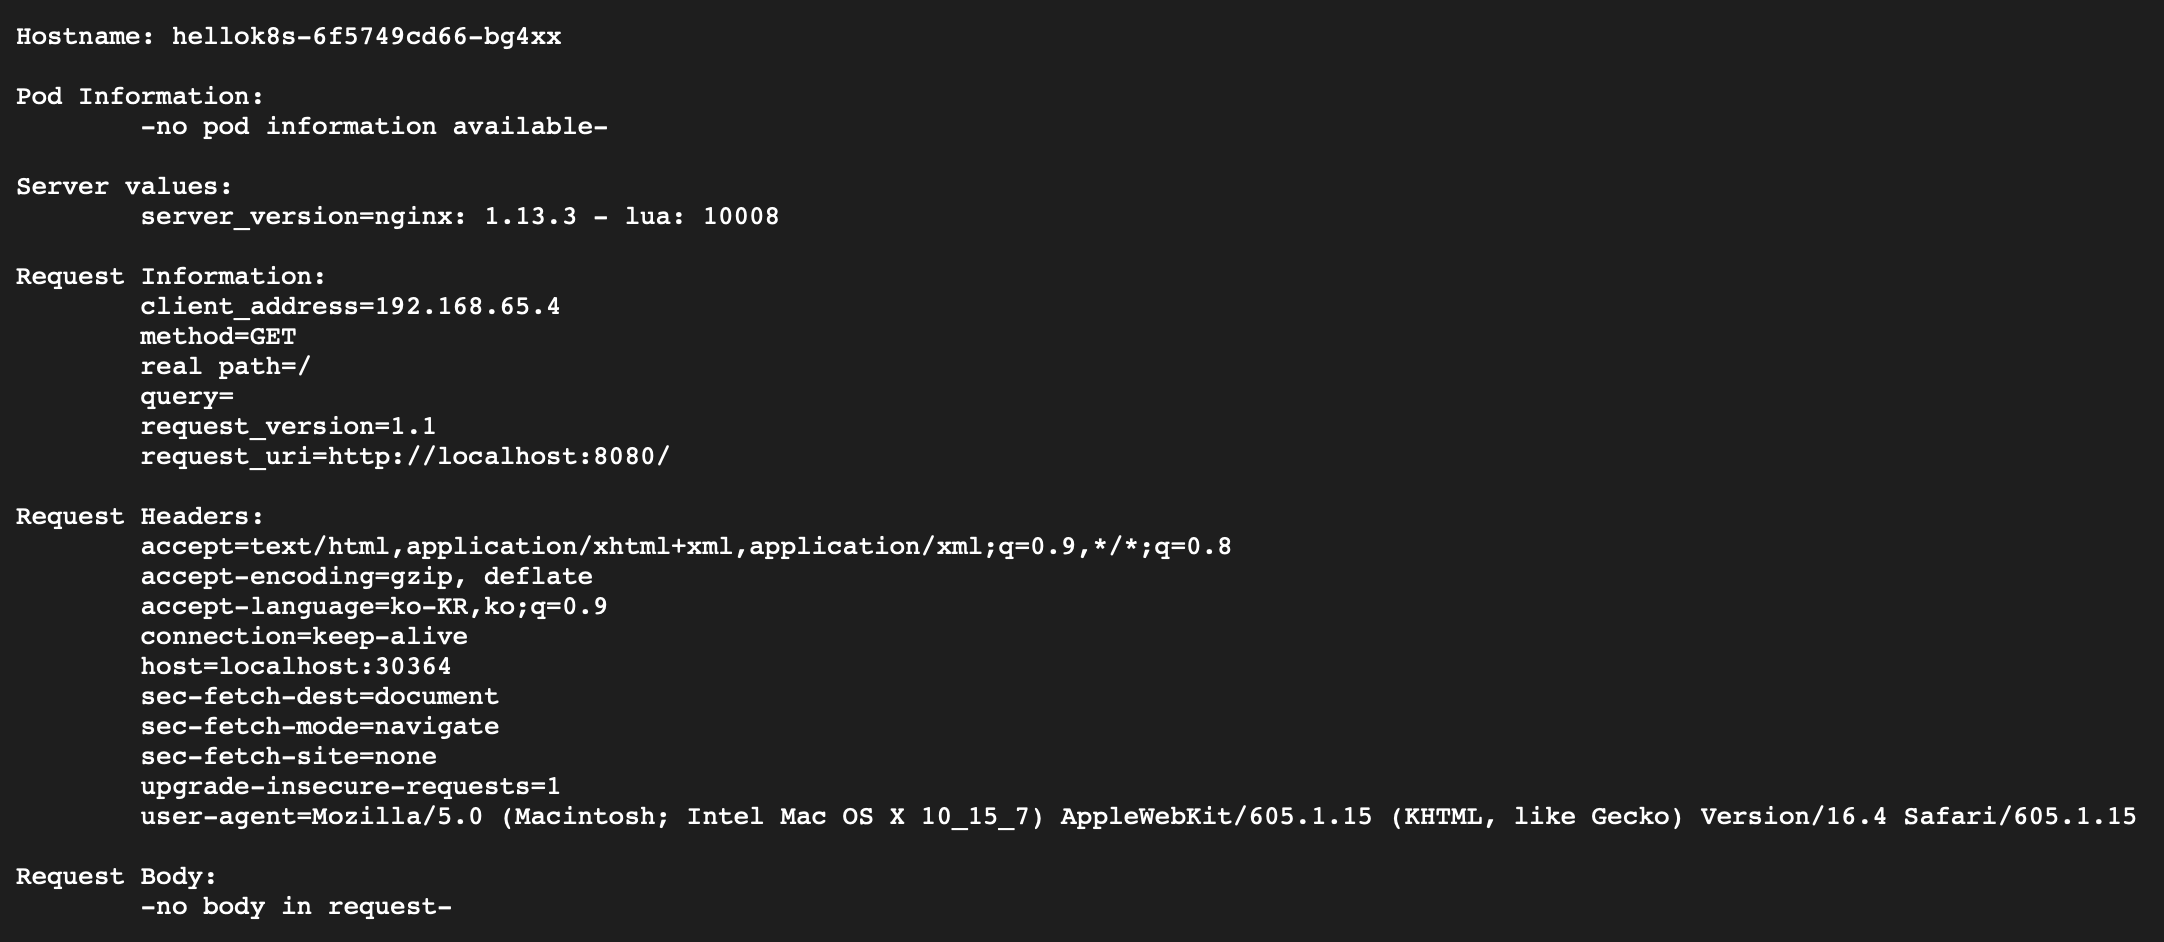 Hostname: hellok8s-6f5749cd66-bg4xx
Pod Information:
-no pod information available-
Server values:
server_version=nginx: 1.13.3 - lua: 10008
Request Information:
client_address=192.168.65.4
method=GET
real path=/
query=
request_version=1.1
request_uri=http://localhost:8080/
Request Headers:
accept=text/html,application/xhtml+xml,application/xml;q=0.9,*/*;q=0.8
accept-encoding=gzip, deflate
accept-language=ko-KR,ko;q=0.9
connection=keep-alive
host=localhost:30364
sec-fetch-dest=document
sec-fetch-mode=navigate
sec-fetch-site=none
upgrade-insecure-requests=1
user-agent=Mozilla/5.0 (Macintosh; Intel Mac OS X 10_15_7) AppleWebKit/605.1.15 (KHTML, like Gecko) Version/16.4 Safari/605.1.15
Request Body:
-no body in request-